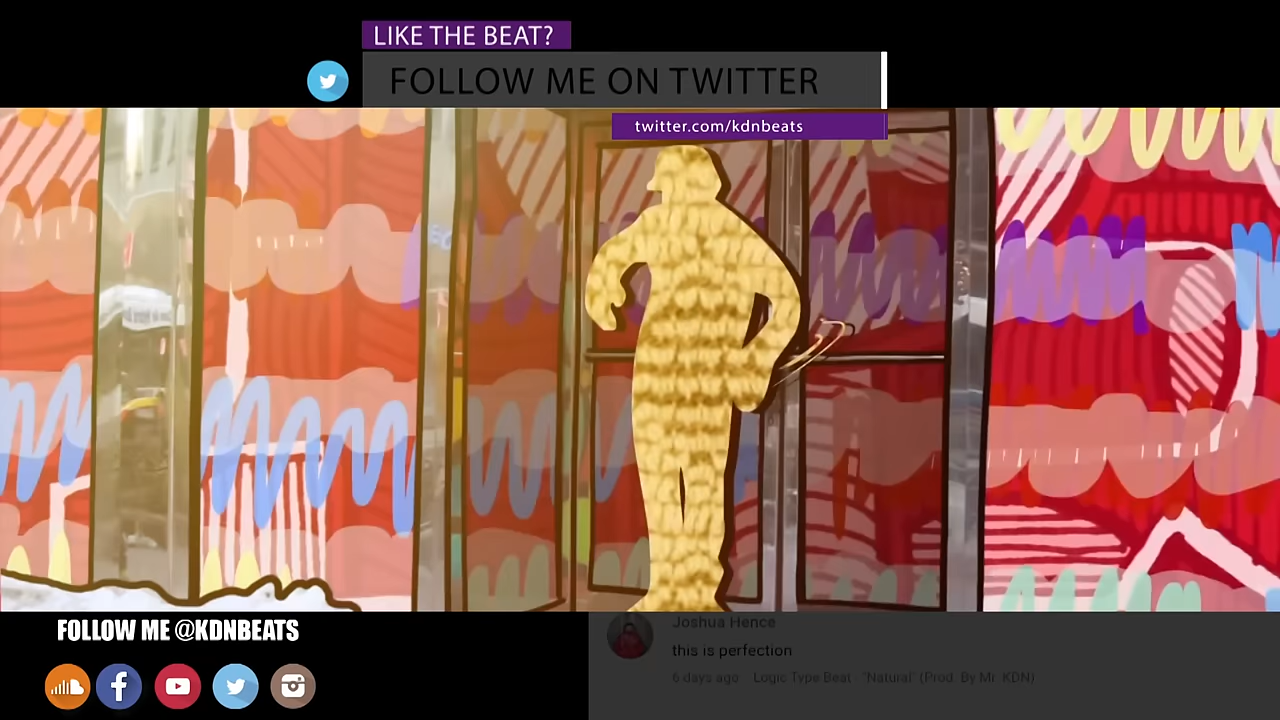 LIKE THE BEAT?
FOLLOW ME ON TWITTER
twitter.com/kdnbeats
FOLLOW ME @KDNBEATS
Joshua Hence
this is perfection
6 days ago Logic Type Beat - "Natural" (Prod. By Mr. KDN)